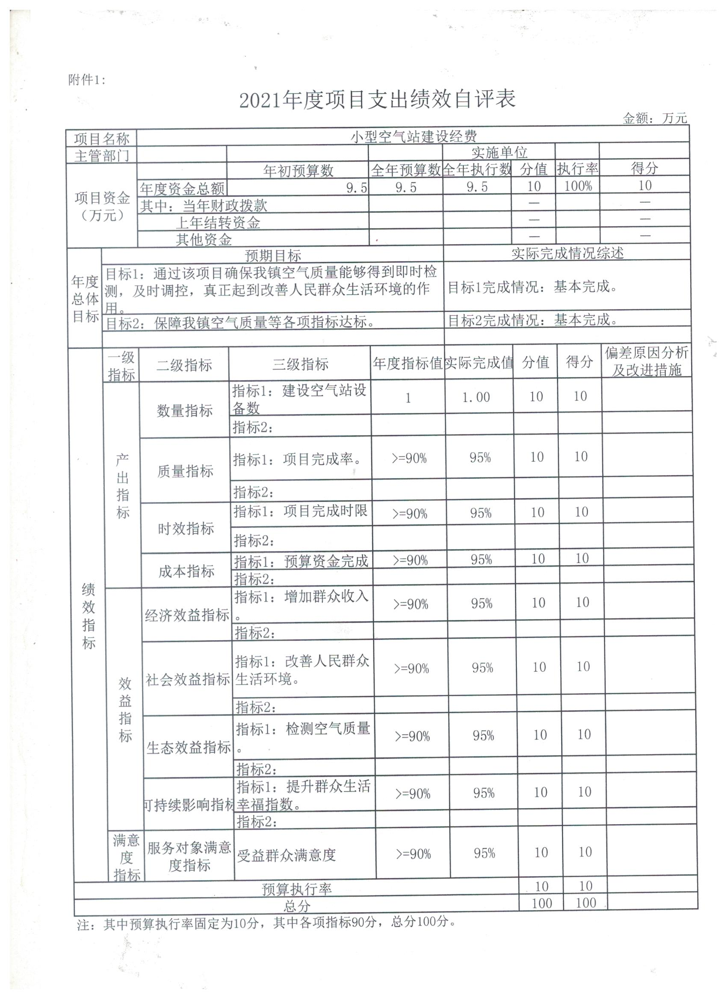 附件1:
2021年度项目支出绩效自评表
金额：万元
项目名称 小型空气站建设经费
主管部门 实施单位
项目资金（万元） 年初预算数 全年预算数 全年执行数 分值 执行率 得分
年度资金总额 9.5 9.5 9.5 10 100% 10
其中：当年财政拨款 — —
上年结转资金 — —
其他资金 — —
年度总体目标 预期目标 实际完成情况综述
目标1：通过该项目确保我镇空气质量能够得到即时检
测，及时调控，真正起到改善人民群众生活环境的作
用。
目标1完成情况：基本完成。
目标2：保障我镇空气质量等各项指标达标。 目标2完成情况：基本完成。
绩效指标
一级指标 二级指标 三级指标 年度指标值 实际完成值 分值 得分 偏差原因分析及改进措施
产出指标
数量指标 指标1：建设空气站设备数 1 1.00 10 10
指标2：
质量指标 指标1：项目完成率。 >=90% 95% 10 10
指标2：
时效指标 指标1：项目完成时限 >=90% 95% 10 10
指标2：
成本指标 指标1：预算资金完成 >=90% 95% 10 10
指标2：
效益指标
经济效益指标 指标1：增加群众收入。 >=90% 95% 10 10
指标2：
社会效益指标 指标1：改善人民群众生活环境。 >=90% 95% 10 10
指标2：
生态效益指标 指标1：检测空气质量。 >=90% 95% 10 10
指标2：
可持续影响指标 指标1：提升群众生活幸福指数。 >=90% 95% 10 10
指标2：
满意度指标 服务对象满意度指标 受益群众满意度 >=90% 95% 10 10
预算执行率 10 10
总分 100 100
注：其中预算执行率固定为10分，其中各项指标90分，总分100分。